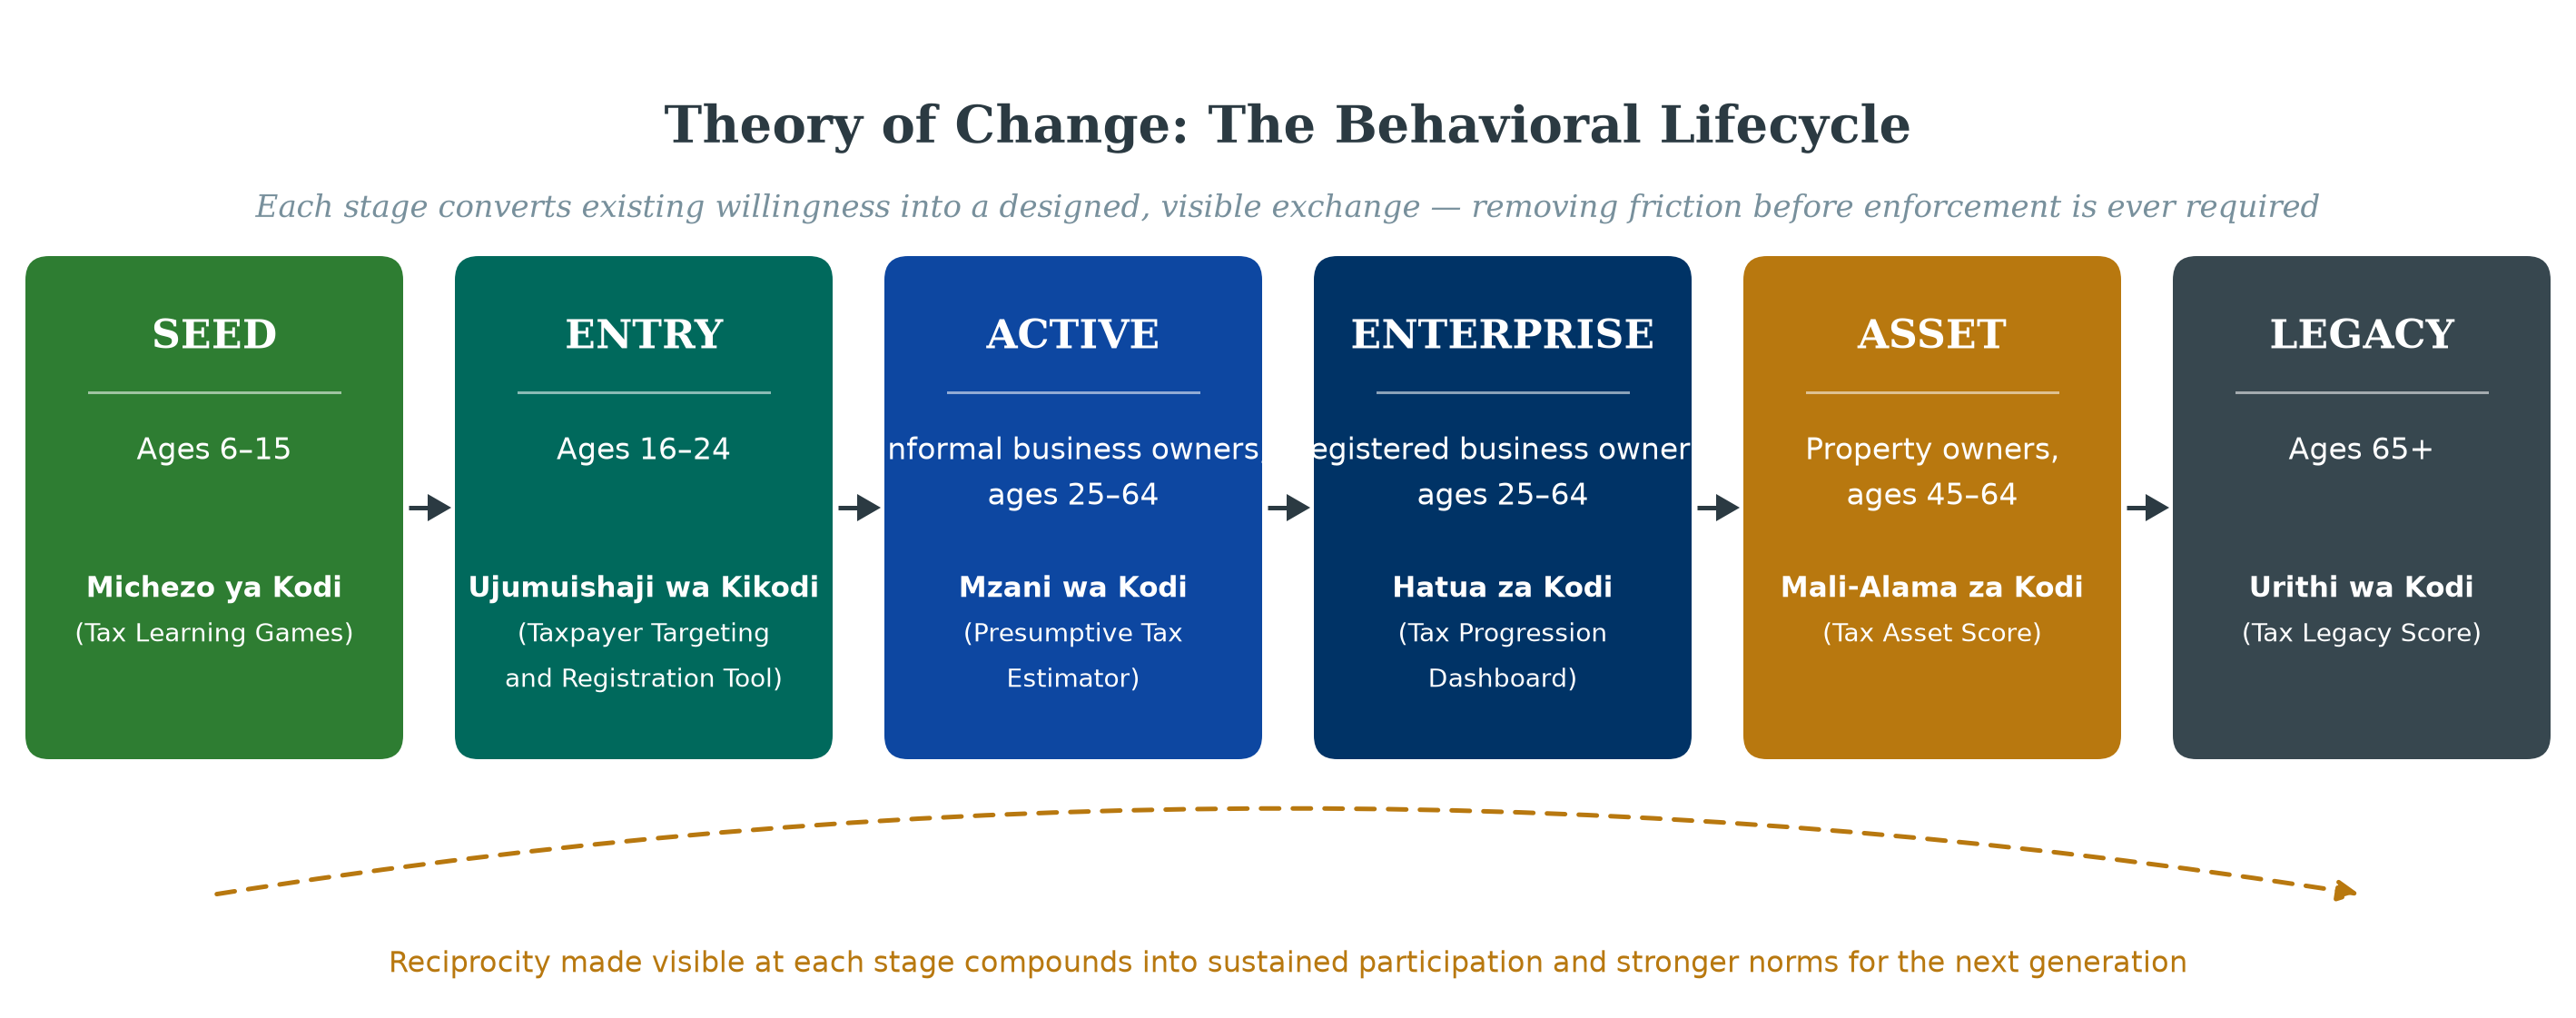 Theory of Change: The Behavioral Lifecycle
Each stage converts existing willingness into a designed, visible exchange — removing friction before enforcement is ever required
SEED
Ages 6–15
Michezo ya Kodi
(Tax Learning Games)
ENTRY
Ages 16–24
Ujumuishaji wa Kikodi
(Taxpayer Targeting
and Registration Tool)
ACTIVE
nformal business owners,
ages 25–64
Mzani wa Kodi
(Presumptive Tax
Estimator)
ENTERPRISE
egistered business owner
ages 25–64
Hatua za Kodi
(Tax Progression
Dashboard)
ASSET
Property owners,
ages 45–64
Mali-Alama za Kodi
(Tax Asset Score)
LEGACY
Ages 65+
Urithi wa Kodi
(Tax Legacy Score)
Reciprocity made visible at each stage compounds into sustained participation and stronger norms for the next generation